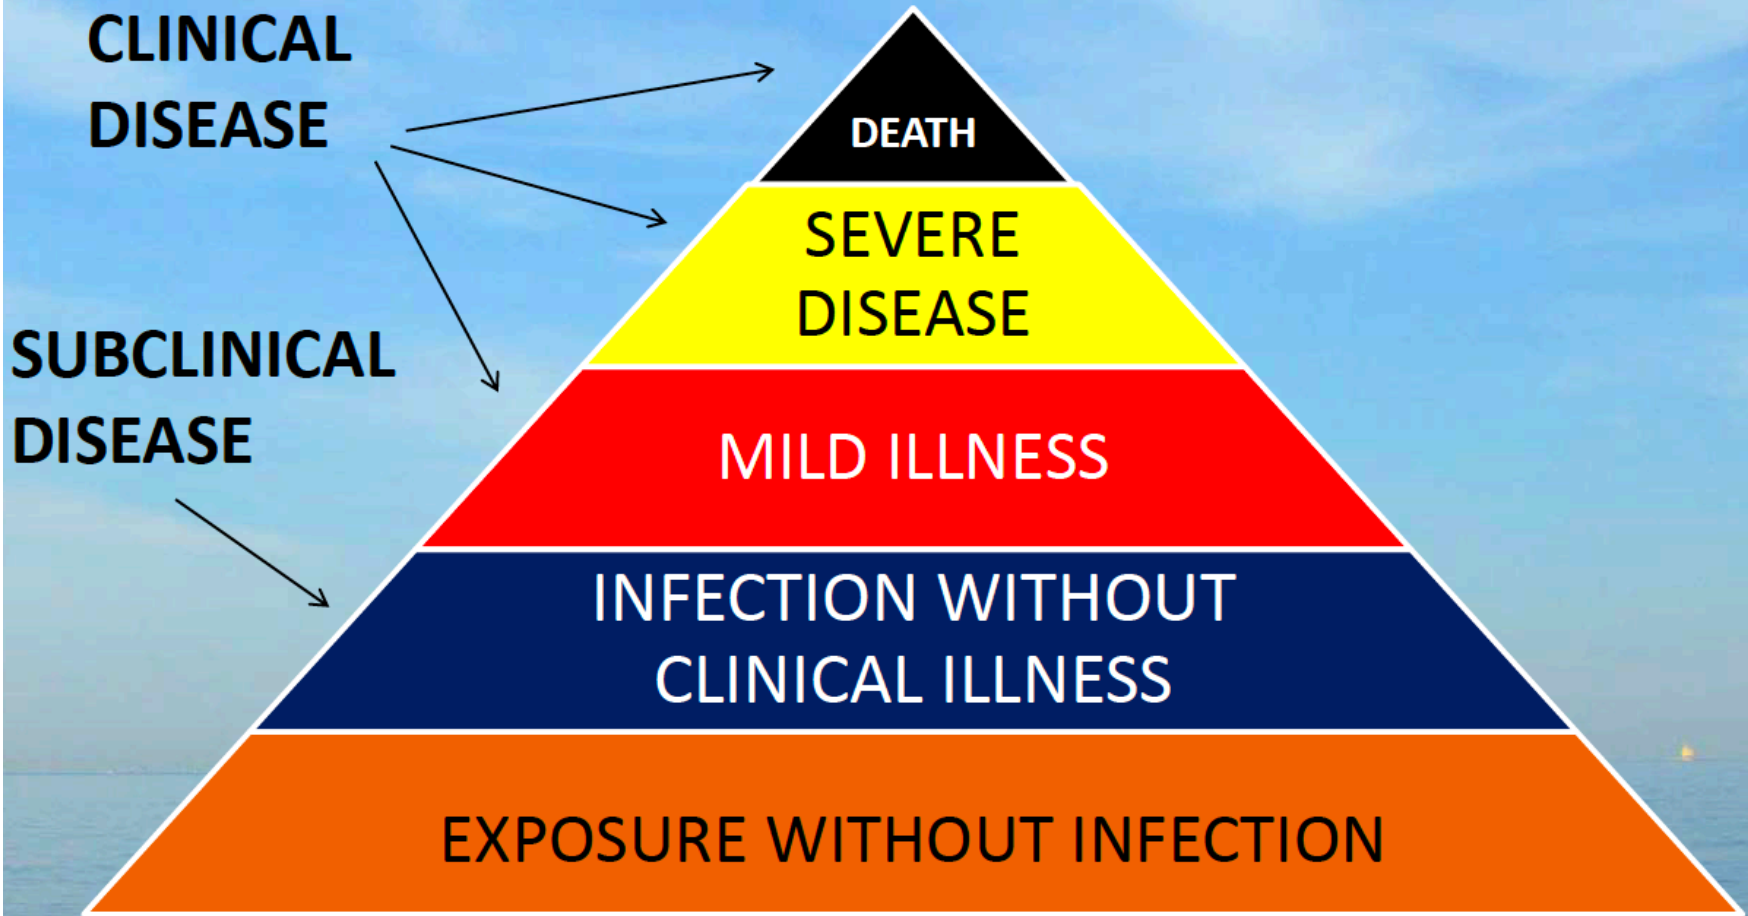 CLINICAL
DISEASE
DEATH
SEVERE
DISEASE
SUBCLINICAL
DISEASE
MILD ILLNESS
INFECTION WITHOUT
CLINICAL ILLNESS
EXPOSURE WITHOUT INFECTION